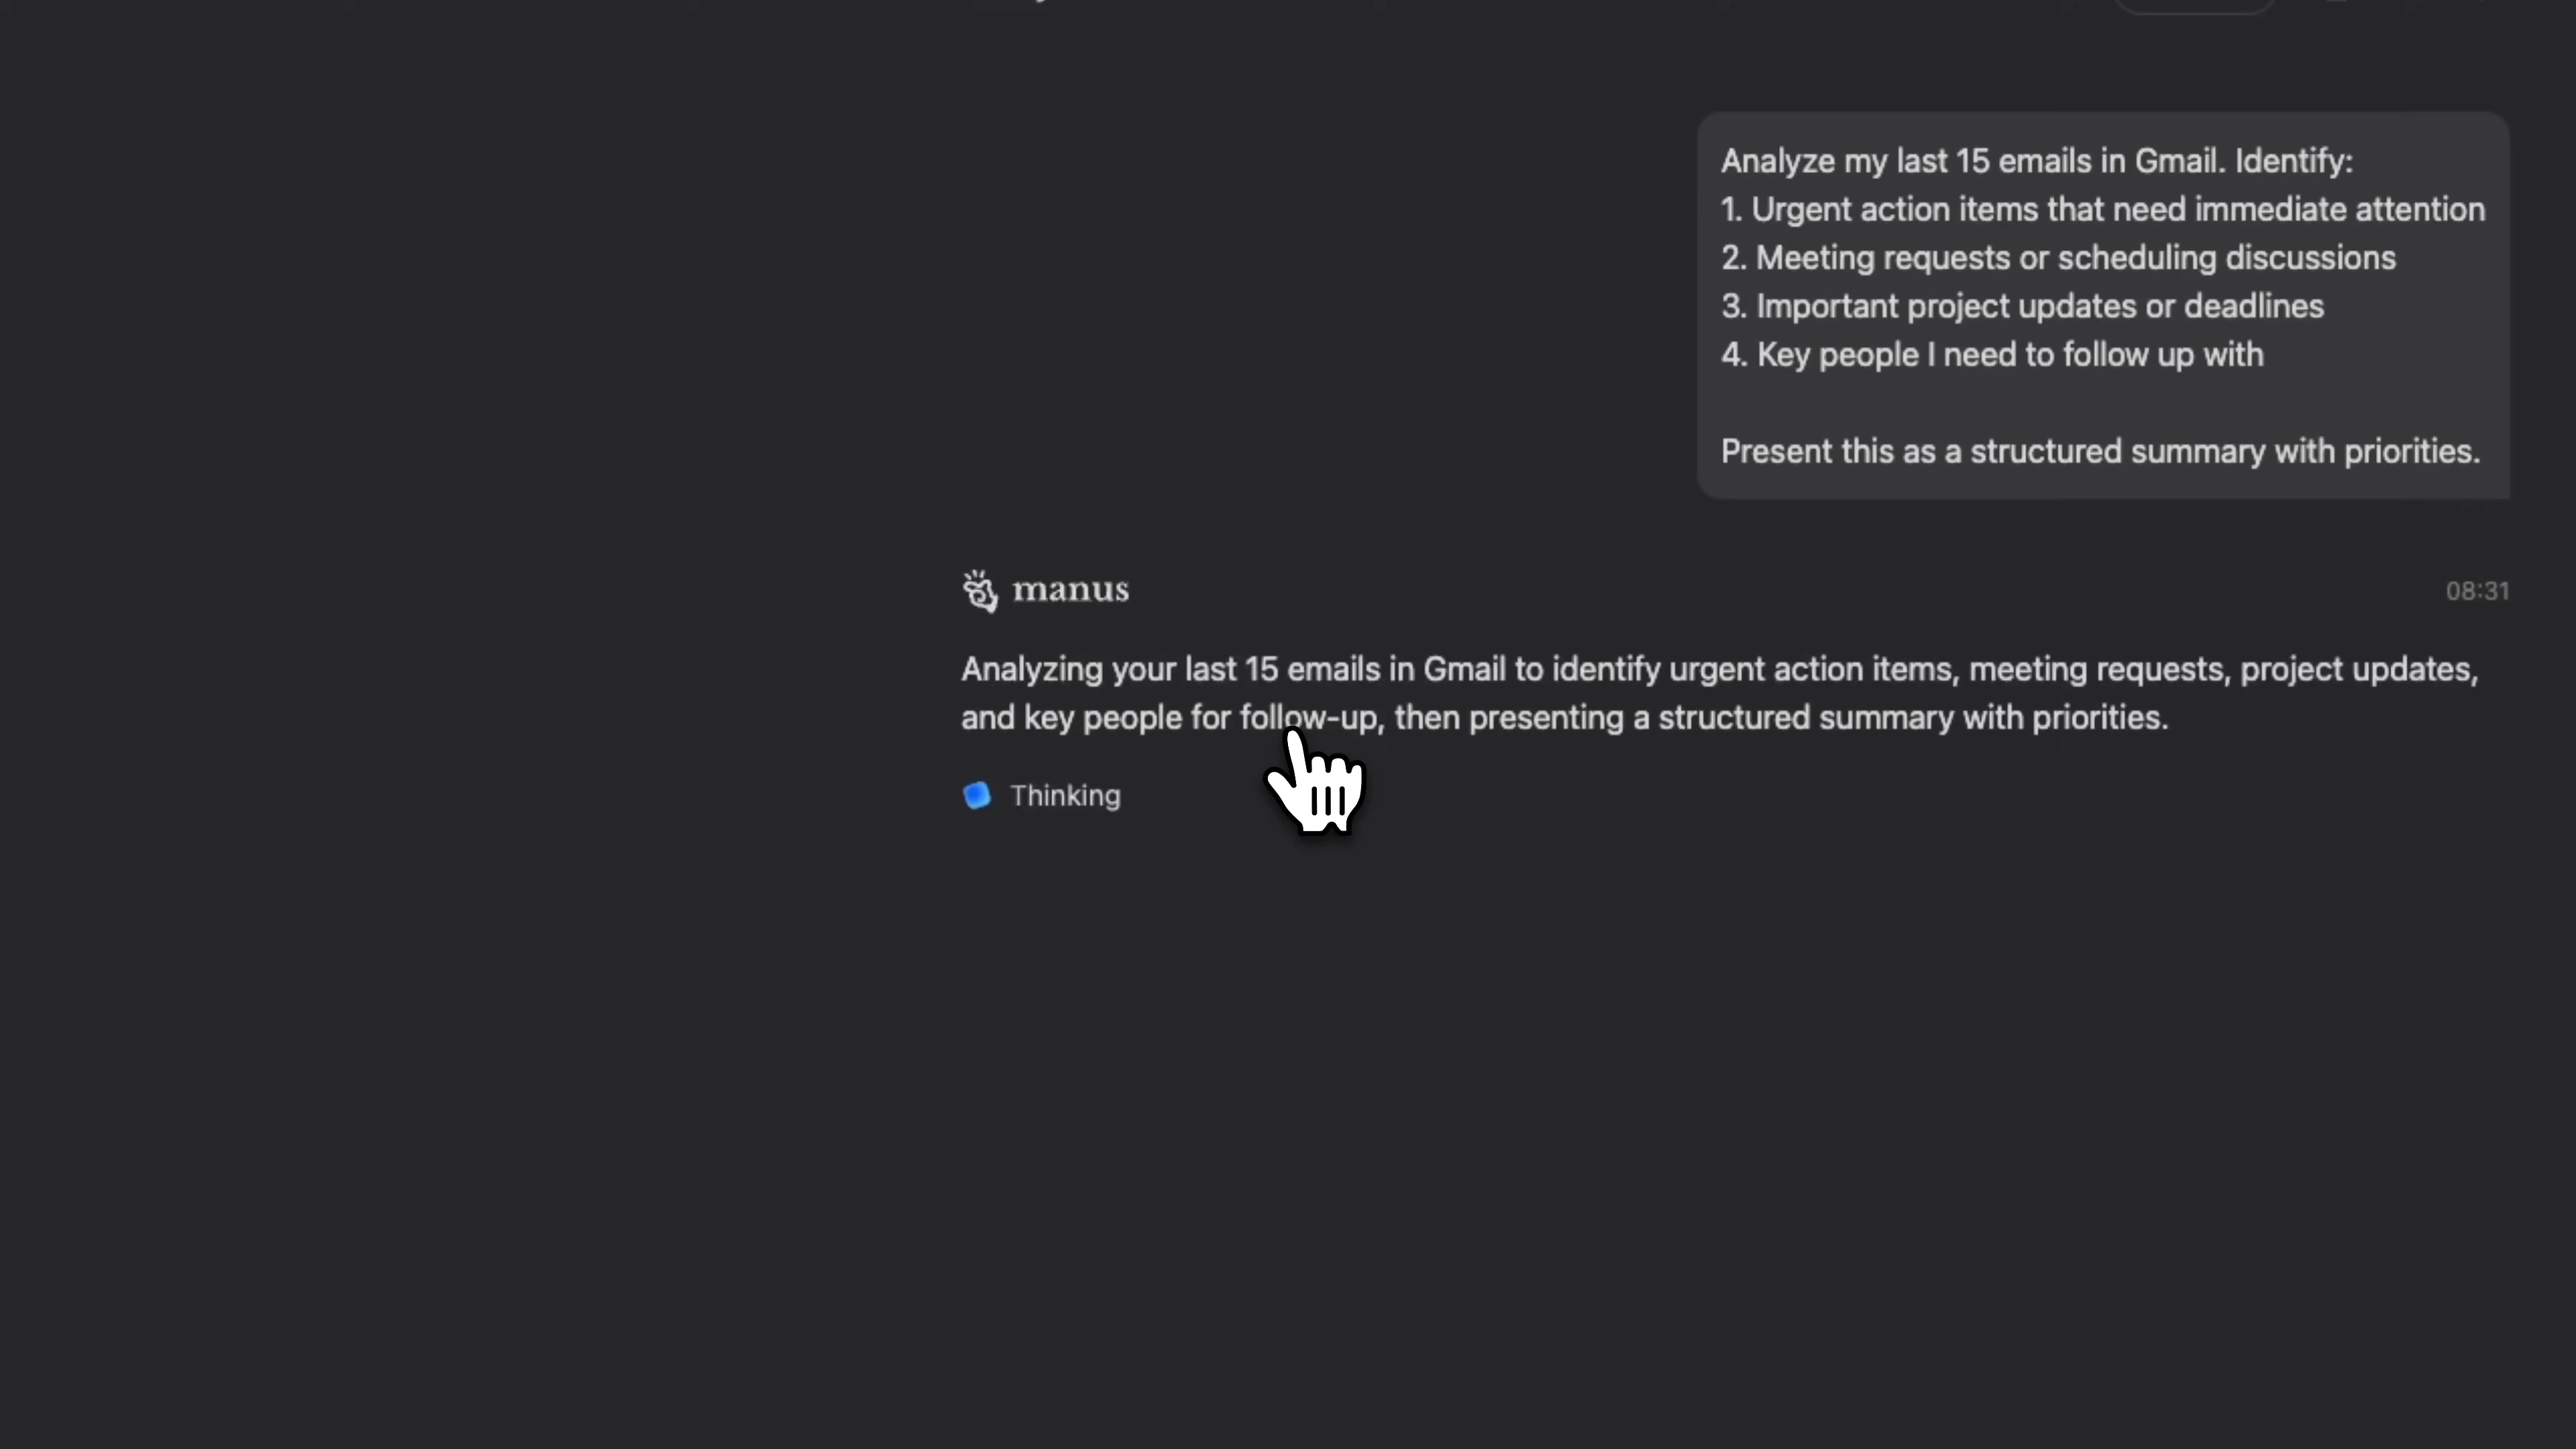 Analyze my last 15 emails in Gmail. Identify:
1. Urgent action items that need immediate attention
2. Meeting requests or scheduling discussions
3. Important project updates or deadlines
4. Key people I need to follow up with
Present this as a structured summary with priorities.
manus
08:31
Analyzing your last 15 emails in Gmail to identify urgent action items, meeting requests, project updates,
and key people for follow-up, then presenting a structured summary with priorities.
Thinking